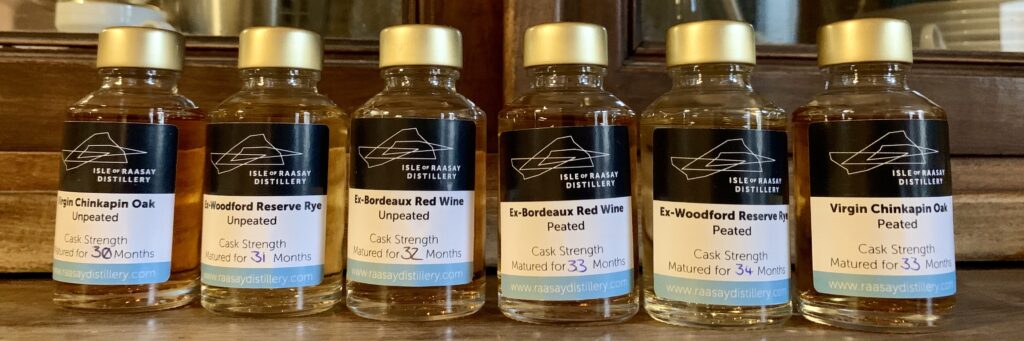 ISLE OF RAASAY
DISTILLERY
Virgin Chinkapin Oak
Unpeated
Cask Strength
Matured for 30 Months
www.raasaydistillery.com
ISLE OF RAASAY
DISTILLERY
Ex-Woodford Reserve Rye
Unpeated
Cask Strength
Matured for 31 Months
www.raasaydistillery.com
ISLE OF RAASAY
DISTILLERY
Ex-Bordeaux Red Wine
Unpeated
Cask Strength
Matured for 32 Months
www.raasaydistillery.com
ISLE OF RAASAY
DISTILLERY
Ex-Bordeaux Red Wine
Peated
Cask Strength
Matured for 33 Months
www.raasaydistillery.com
ISLE OF RAASAY
DISTILLERY
Ex-Woodford Reserve Rye
Peated
Cask Strength
Matured for 34 Months
www.raasaydistillery.com
ISLE OF RAASAY
DISTILLERY
Virgin Chinkapin Oak
Peated
Cask Strength
Matured for 33 Months
www.raasaydistillery.com